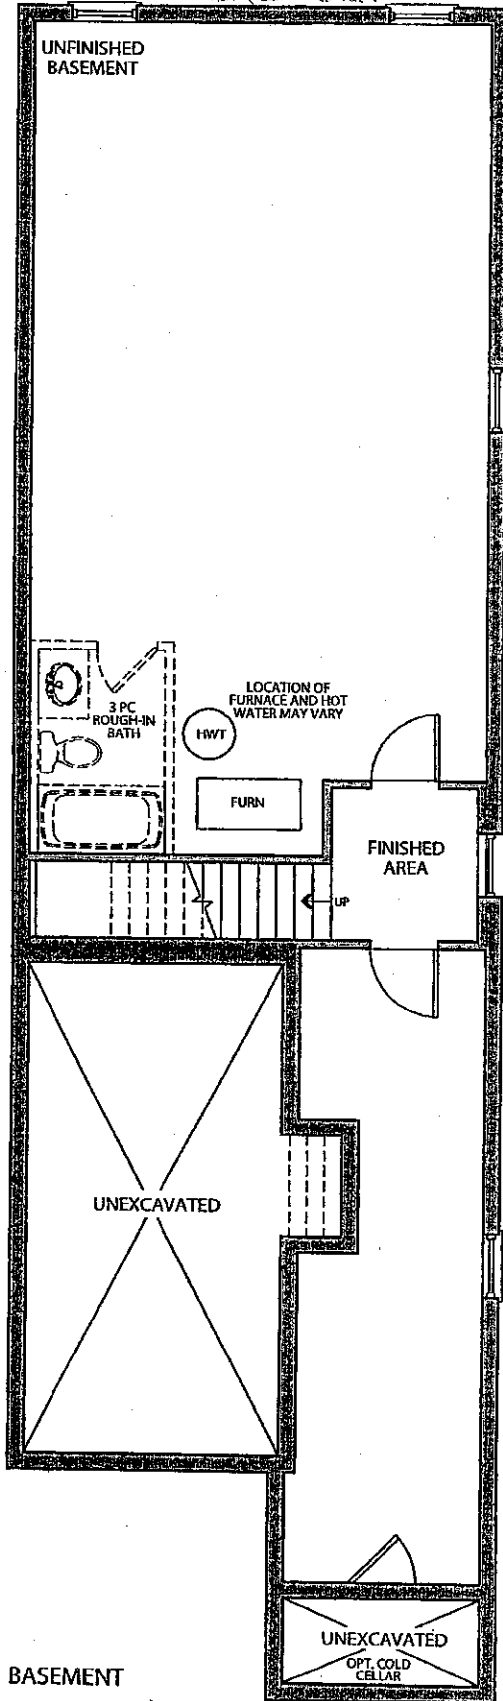 UNFINISHED
BASEMENT
3 PC
ROUGH-IN
BATH
LOCATION OF
FURNACE AND HOT
WATER MAY VARY
HWT
FURN
FINISHED
AREA
UP
UNEXCAVATED
UNEXCAVATED
OPT. COLD
CELLAR
BASEMENT